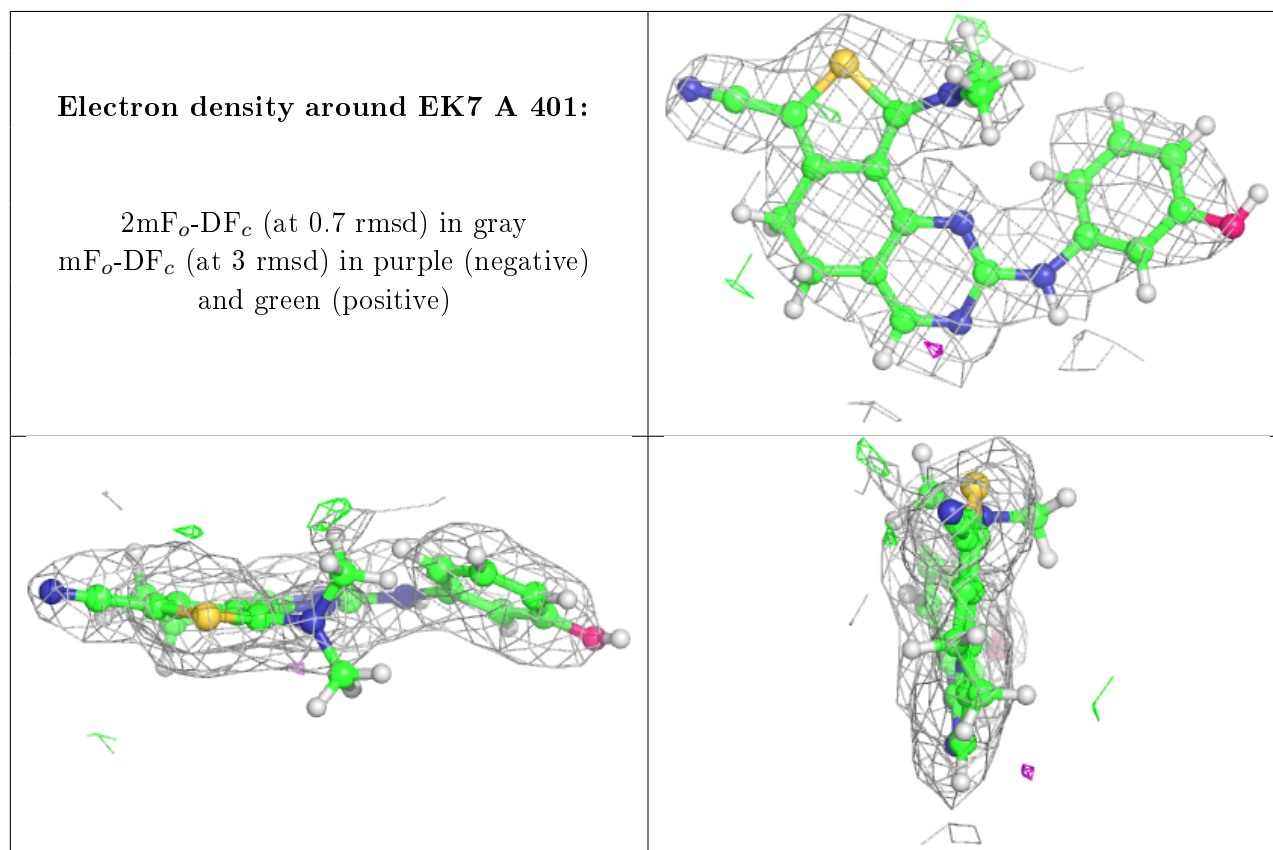 Electron density around EK7 A 401:
2mFo-DFc (at 0.7 rmsd) in gray
mFo-DFc (at 3 rmsd) in purple (negative)
and green (positive)